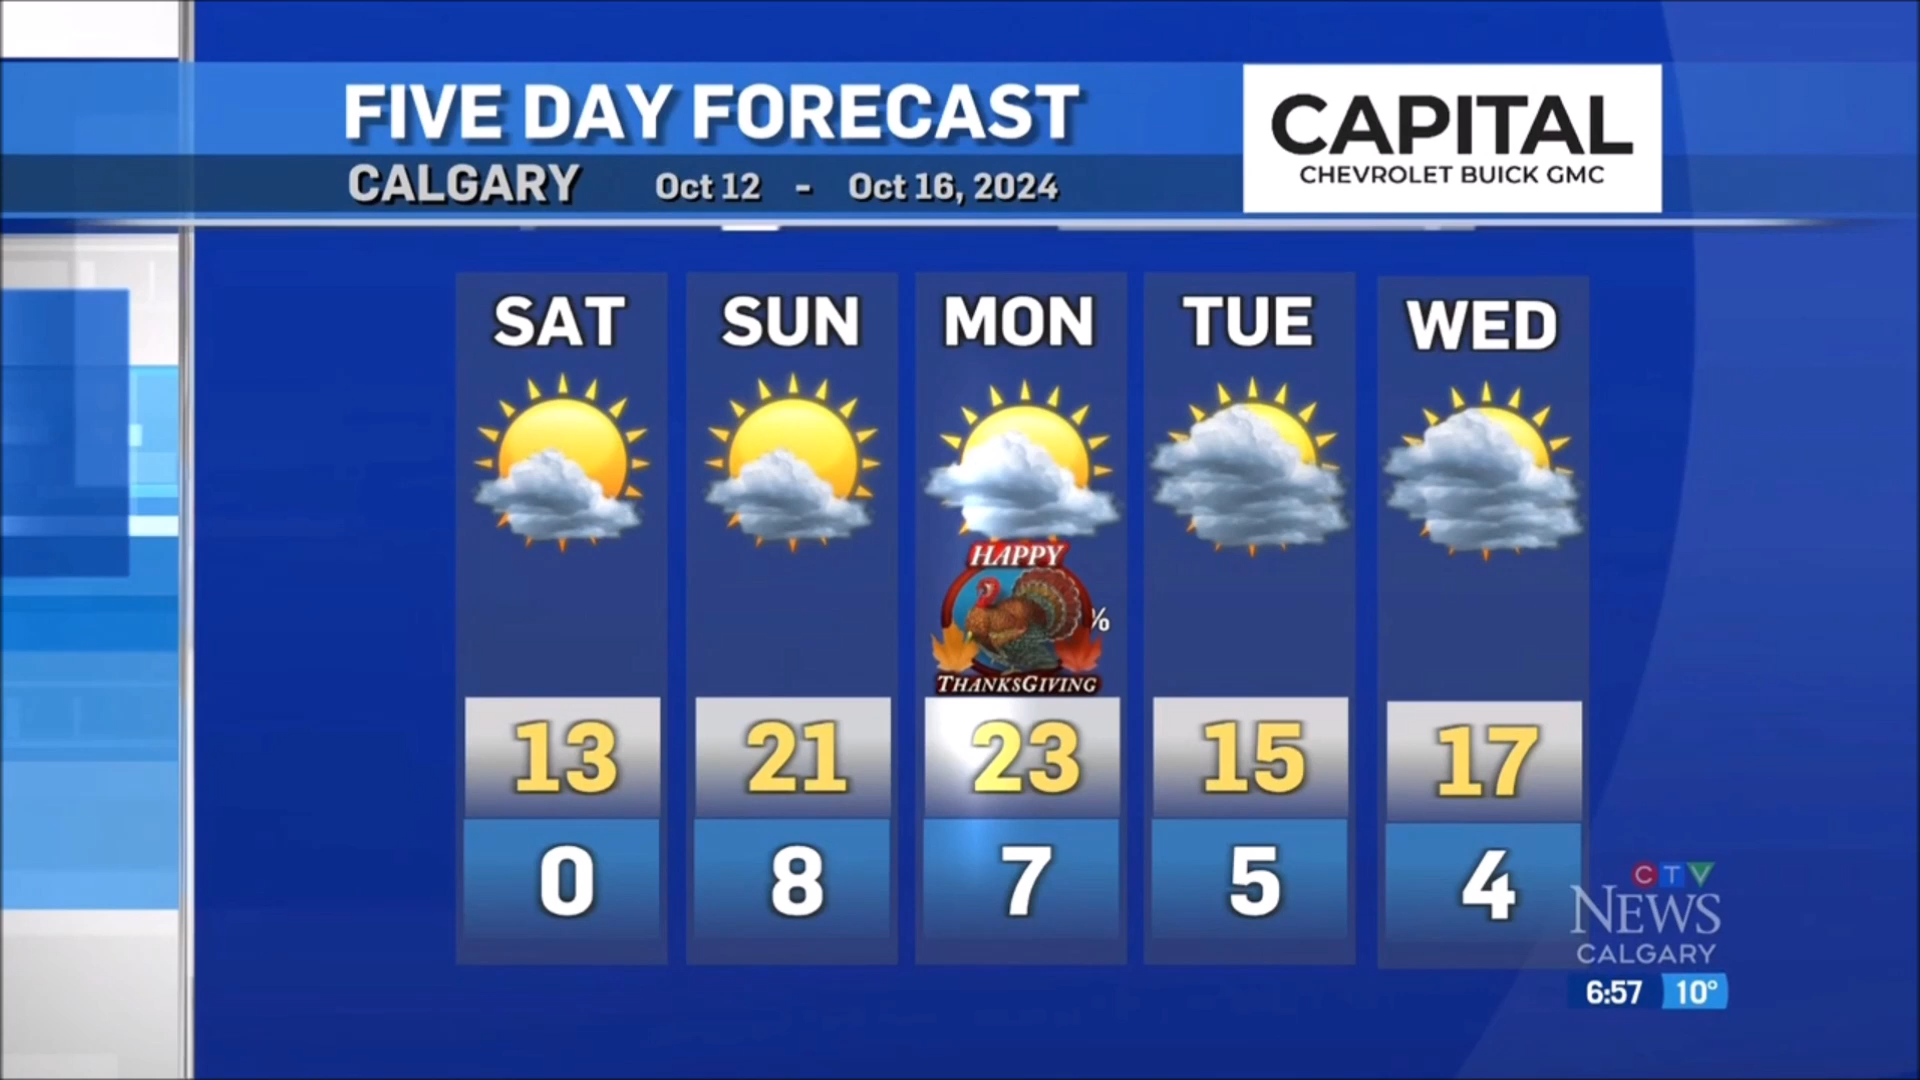 FIVE DAY FORECAST
CALGARY Oct 12 - Oct 16, 2024
CAPITAL
CHEVROLET BUICK GMC
SAT SUN MON TUE WED
HAPPY
%
THANKSGIVING
13 21 23 15 17
0 8 7 5 4
CTV
NEWS
CALGARY
6:57 10°